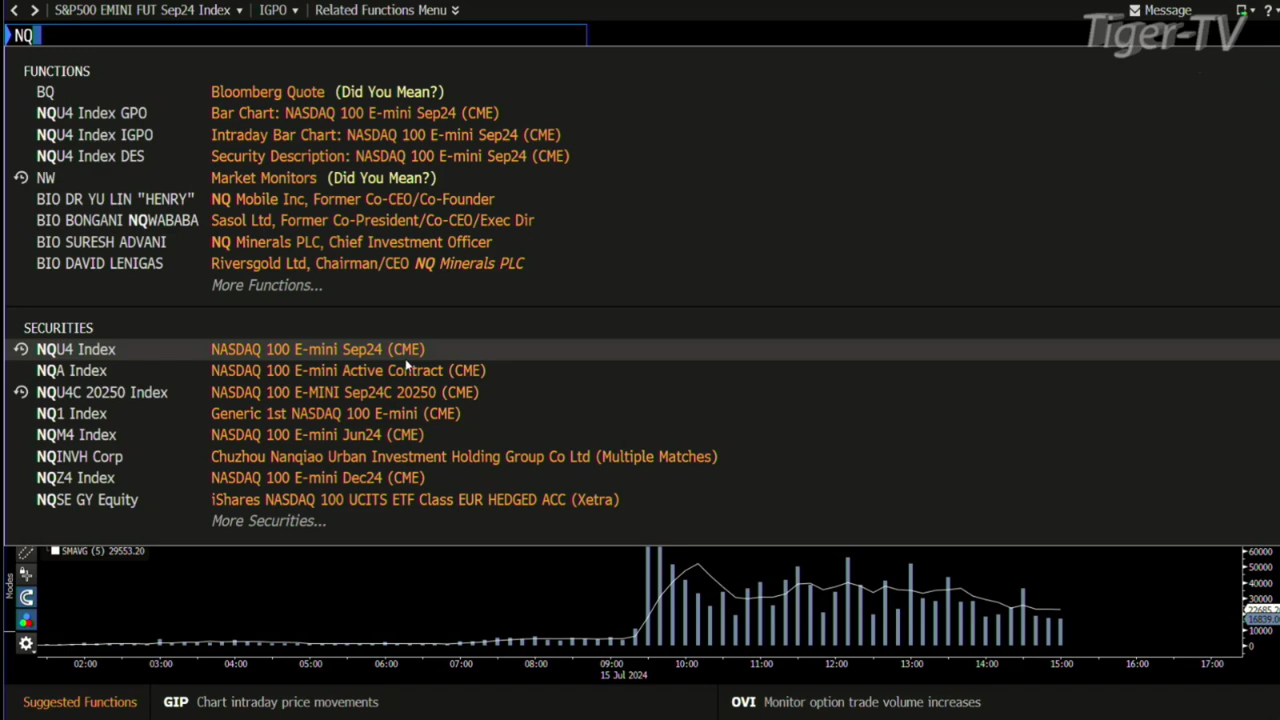 S&P500 EMINI FUT Sep24 Index IGPO Related Functions Menu Message ?
Tiger-TV
NQ
FUNCTIONS
BQ Bloomberg Quote (Did You Mean?)
NQU4 Index GPO Bar Chart: NASDAQ 100 E-mini Sep24 (CME)
NQU4 Index IGPO Intraday Bar Chart: NASDAQ 100 E-mini Sep24 (CME)
NQU4 Index DES Security Description: NASDAQ 100 E-mini Sep24 (CME)
NW Market Monitors (Did You Mean?)
BIO DR YU LIN "HENRY" NQ Mobile Inc, Former Co-CEO/Co-Founder
BIO BONGANI NQWABABA Sasol Ltd, Former Co-President/Co-CEO/Exec Dir
BIO SURESH ADVANI NQ Minerals PLC, Chief Investment Officer
BIO DAVID LENIGAS Riversgold Ltd, Chairman/CEO NQ Minerals PLC
More Functions...
SECURITIES
NQU4 Index NASDAQ 100 E-mini Sep24 (CME)
NQA Index NASDAQ 100 E-mini Active Contract (CME)
NQU4C 20250 Index NASDAQ 100 E-MINI Sep24C 20250 (CME)
NQ1 Index Generic 1st NASDAQ 100 E-mini (CME)
NQM4 Index NASDAQ 100 E-mini Jun24 (CME)
NQINVH Corp Chuzhou Nanqiao Urban Investment Holding Group Co Ltd (Multiple Matches)
NQZ4 Index NASDAQ 100 E-mini Dec24 (CME)
NQSE GY Equity iShares NASDAQ 100 UCITS ETF Class EUR HEDGED ACC (Xetra)
More Securities...
SMAVG (5) 29553.20
60000
50000
40000
30000
10000
0
Modes
02:00 03:00 04:00 05:00 06:00 07:00 08:00 09:00 10:00 11:00 12:00 13:00 14:00 15:00 16:00 17:00
15 Jul 2024
Suggested Functions GIP Chart intraday price movements OVI Monitor option trade volume increases